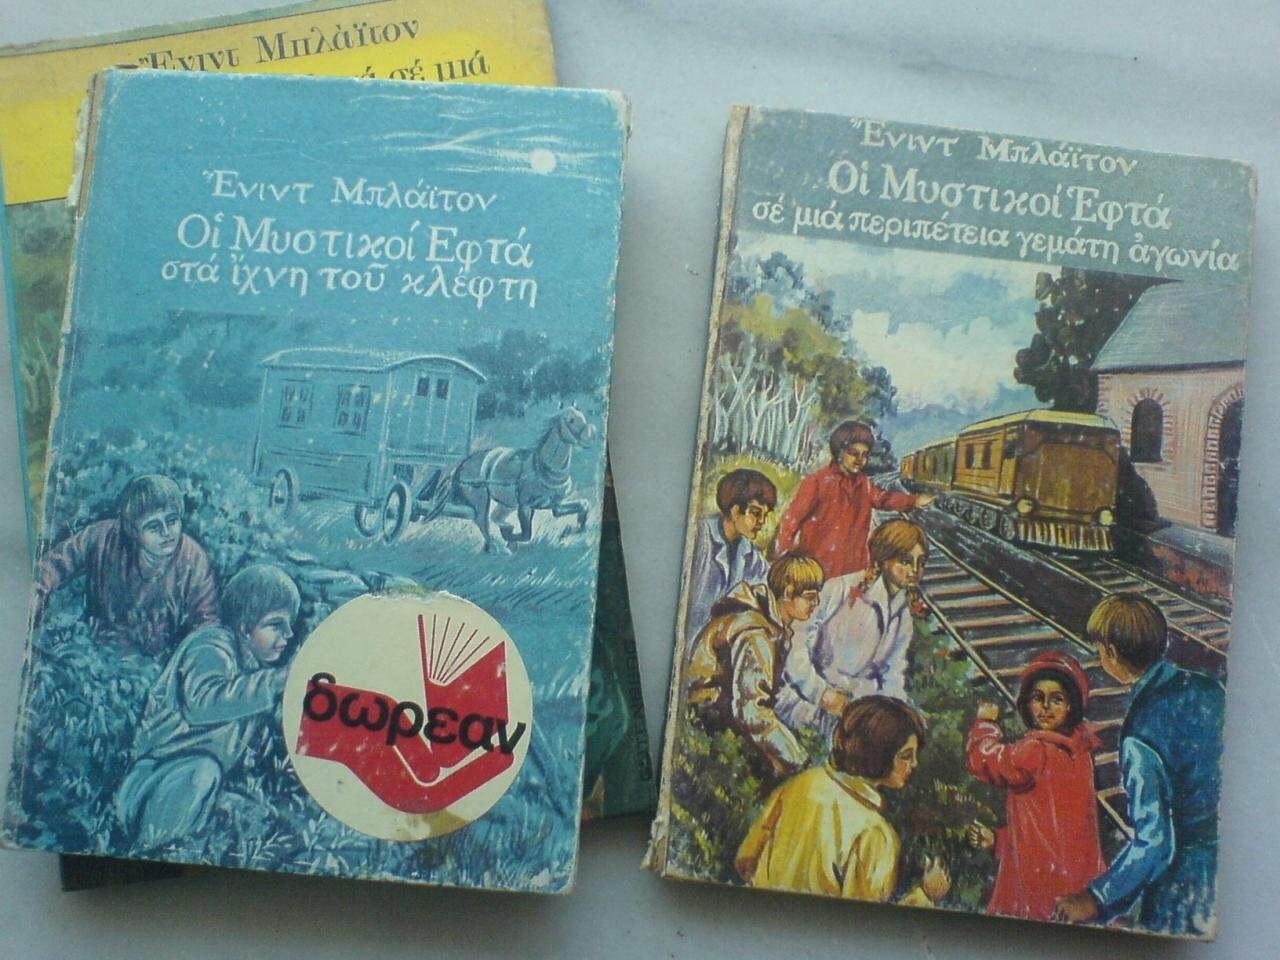 Ἔνιντ Μπλάϊτον
σέ μιά
Ἔνιντ Μπλάϊτον
Οἱ Μυστικοί Ἑφτά
στά ἴχνη τοῦ κλέφτη
δωρεαν
Ἔνιντ Μπλάϊτον
Οἱ Μυστικοί Ἑφτά
σέ μιά περιπέτεια γεμάτη ἀγωνία